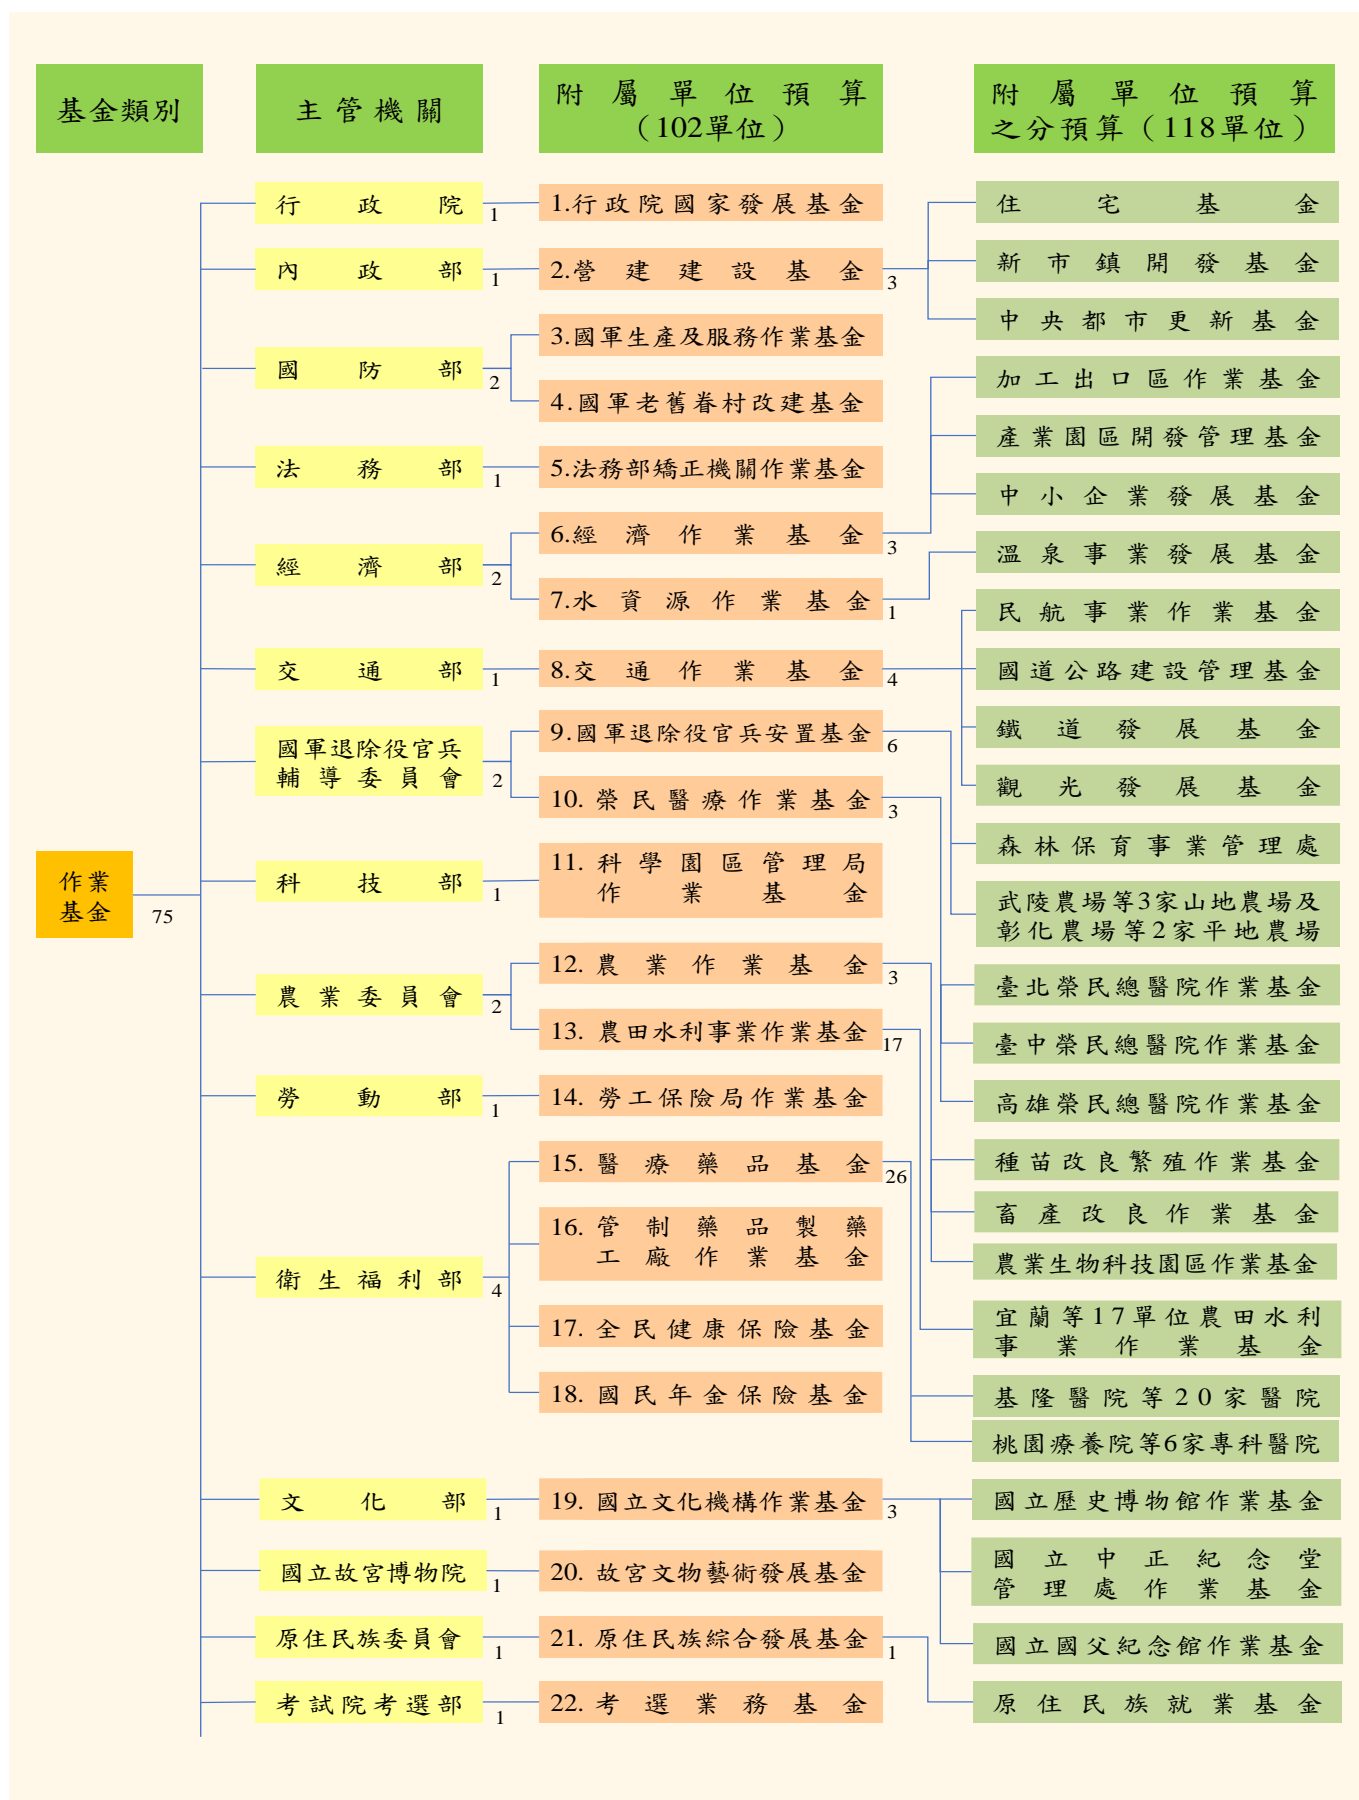 基金類別
主管機關
附屬單位預算
（102單位）
附屬單位預算
之分預算（118單位）
作業
基金
75
行政院
1
1.行政院國家發展基金
內政部
1
2.營建建設基金
3
住宅基金
新市鎮開發基金
中央都市更新基金
國防部
2
3.國軍生產及服務作業基金
4.國軍老舊眷村改建基金
法務部
1
5.法務部矯正機關作業基金
經濟部
2
6.經濟作業基金
3
加工出口區作業基金
產業園區開發管理基金
中小企業發展基金
7.水資源作業基金
1
溫泉事業發展基金
交通部
1
8.交通作業基金
4
民航事業作業基金
國道公路建設管理基金
鐵道發展基金
觀光發展基金
國軍退除役官兵
輔導委員會
2
9.國軍退除役官兵安置基金
6
森林保育事業管理處
武陵農場等3家山地農場及
彰化農場等2家平地農場
10.榮民醫療作業基金
3
臺北榮民總醫院作業基金
臺中榮民總醫院作業基金
高雄榮民總醫院作業基金
科技部
1
11.科學園區管理局
作業基金
農業委員會
2
12.農業作業基金
3
種苗改良繁殖作業基金
畜產改良作業基金
農業生物科技園區作業基金
13.農田水利事業作業基金
17
宜蘭等17單位農田水利
事業作業基金
勞動部
1
14.勞工保險局作業基金
衛生福利部
4
15.醫療藥品基金
26
基隆醫院等20家醫院
桃園療養院等6家專科醫院
16.管制藥品製藥
工廠作業基金
17.全民健康保險基金
18.國民年金保險基金
文化部
1
19.國立文化機構作業基金
3
國立歷史博物館作業基金
國立中正紀念堂
管理處作業基金
國立國父紀念館作業基金
國立故宮博物院
1
20.故宮文物藝術發展基金
原住民族委員會
1
21.原住民族綜合發展基金
1
原住民族就業基金
考試院考選部
1
22.考選業務基金